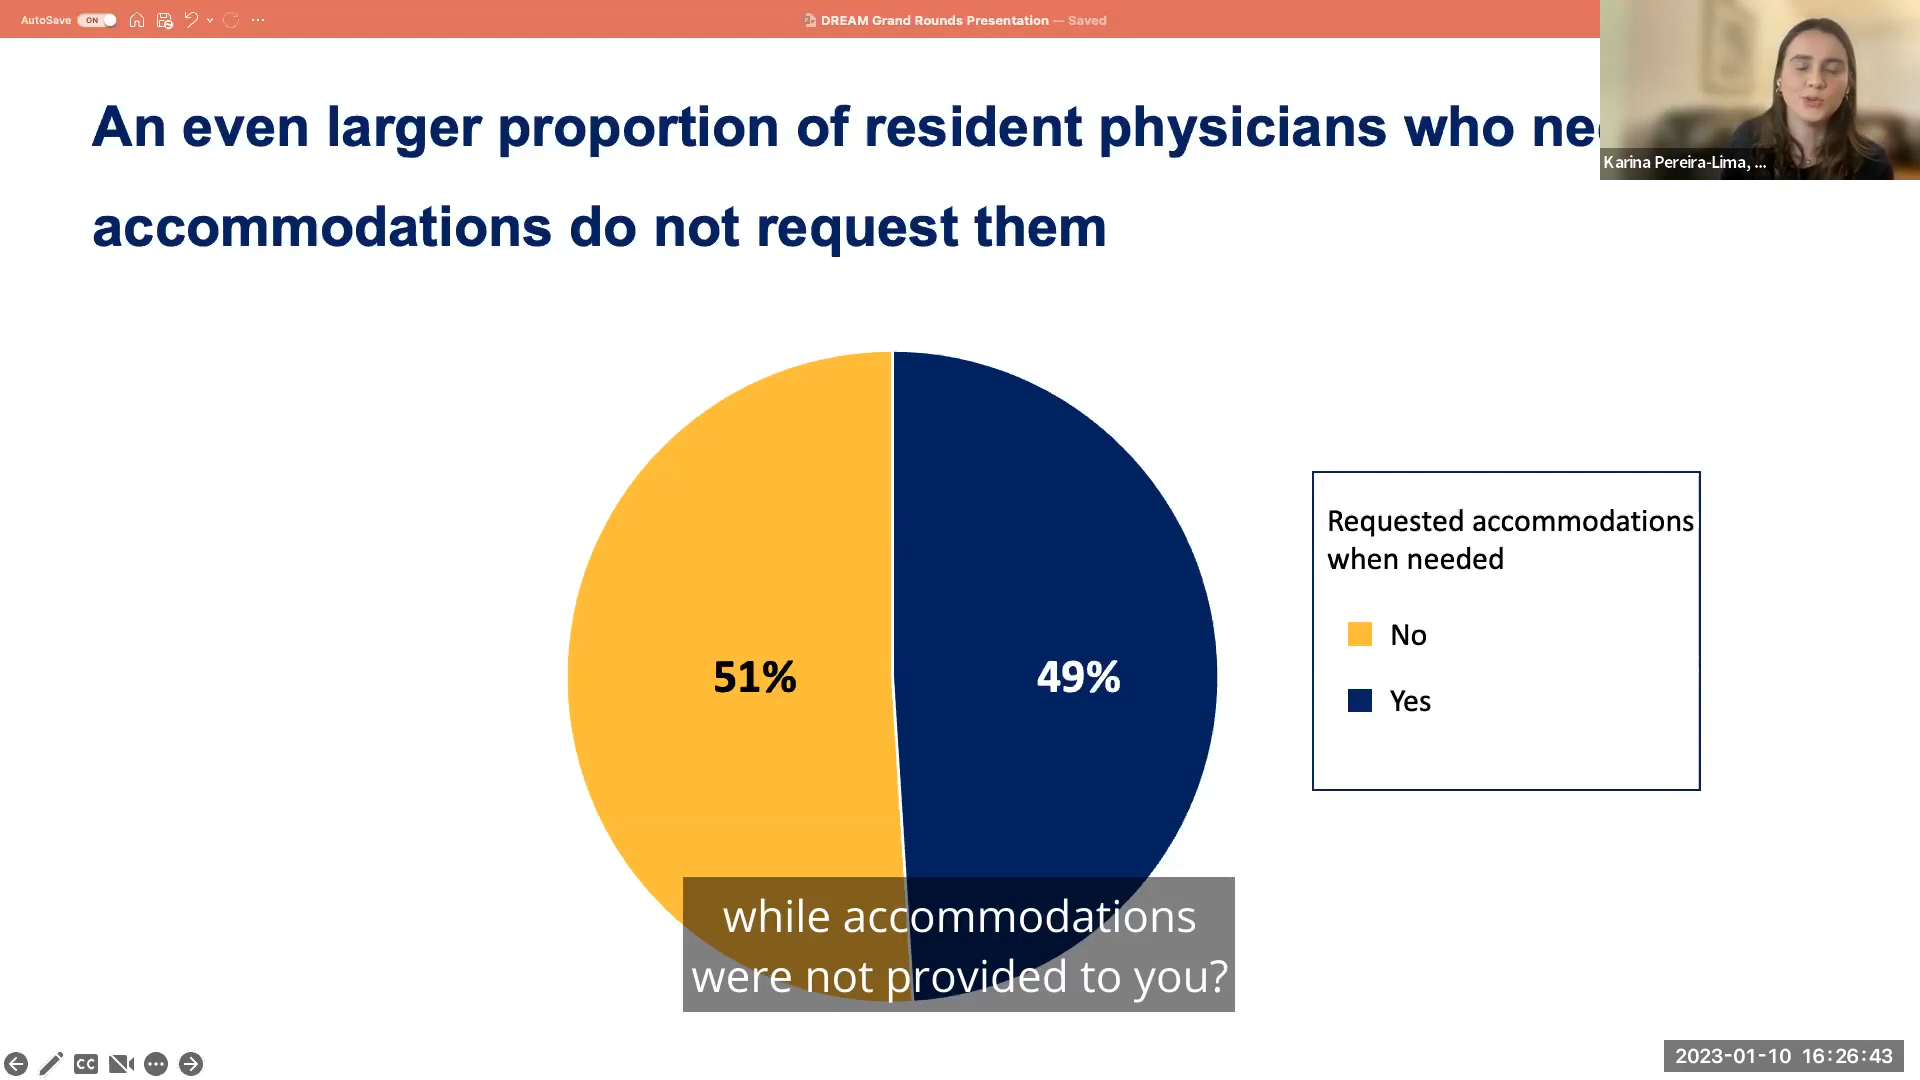 AutoSave ON
DREAM Grand Rounds Presentation — Saved
An even larger proportion of resident physicians who
accommodations do not request them
Karina Pereira-Lima, ...
51%
49%
Requested accommodations
when needed
No
Yes
while accommodations
were not provided to you?
CC
2023-01-10 16:26:43